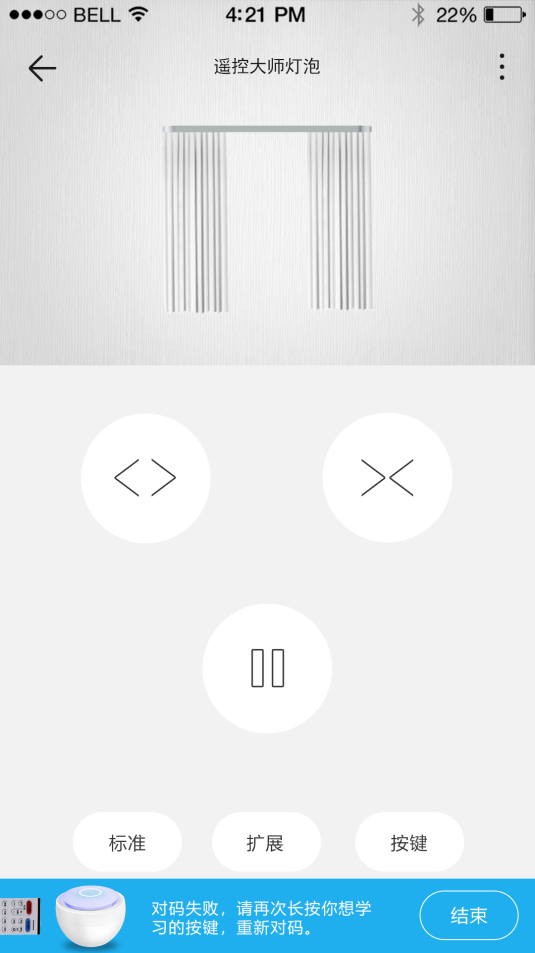 BELL 4:21 PM 22%
遥控大师灯泡
标准 扩展 按键
对码失败，请再次长按你想学
习的按键，重新对码。
结束